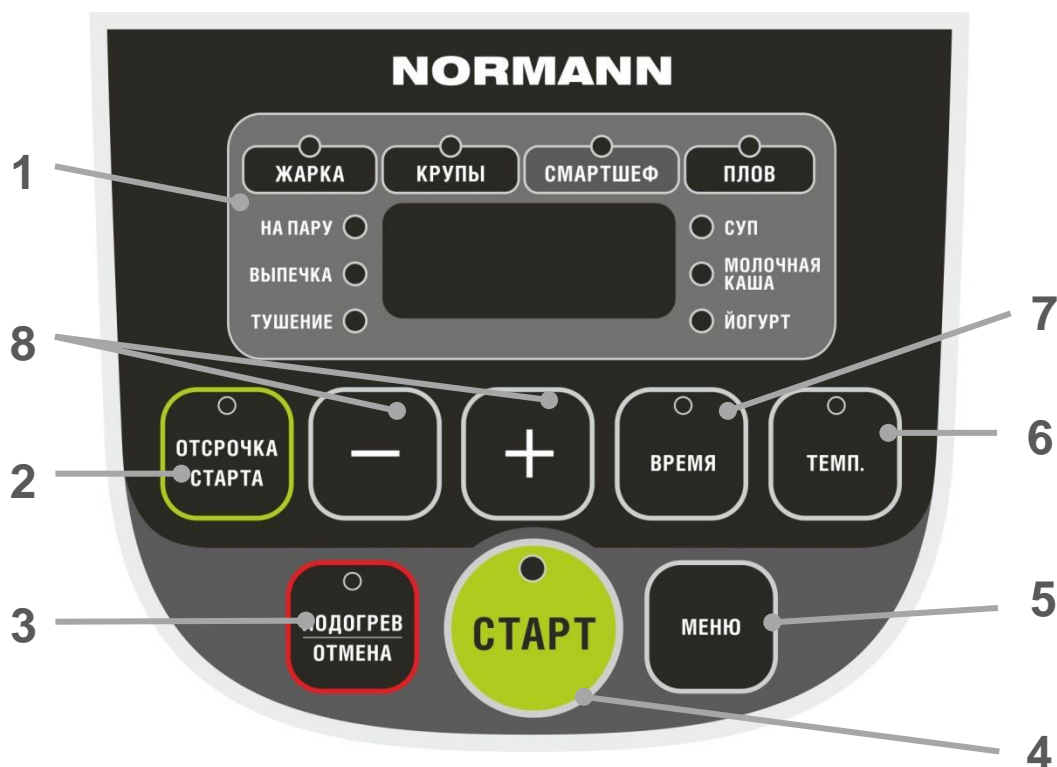 NORMANN
1
ЖАРКА
КРУПЫ
СМАРТШЕФ
ПЛОВ
НА ПАРУ
СУП
ВЫПЕЧКА
МОЛОЧНАЯ
КАША
ТУШЕНИЕ
ЙОГУРТ
8
7
2
ОТСРОЧКА
СТАРТА
−
+
ВРЕМЯ
ТЕМП.
6
3
ПОДОГРЕВ
ОТМЕНА
СТАРТ
МЕНЮ
5
4